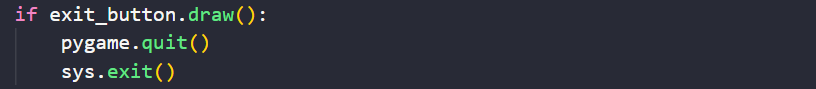 if exit_button.draw():
    pygame.quit()
    sys.exit()